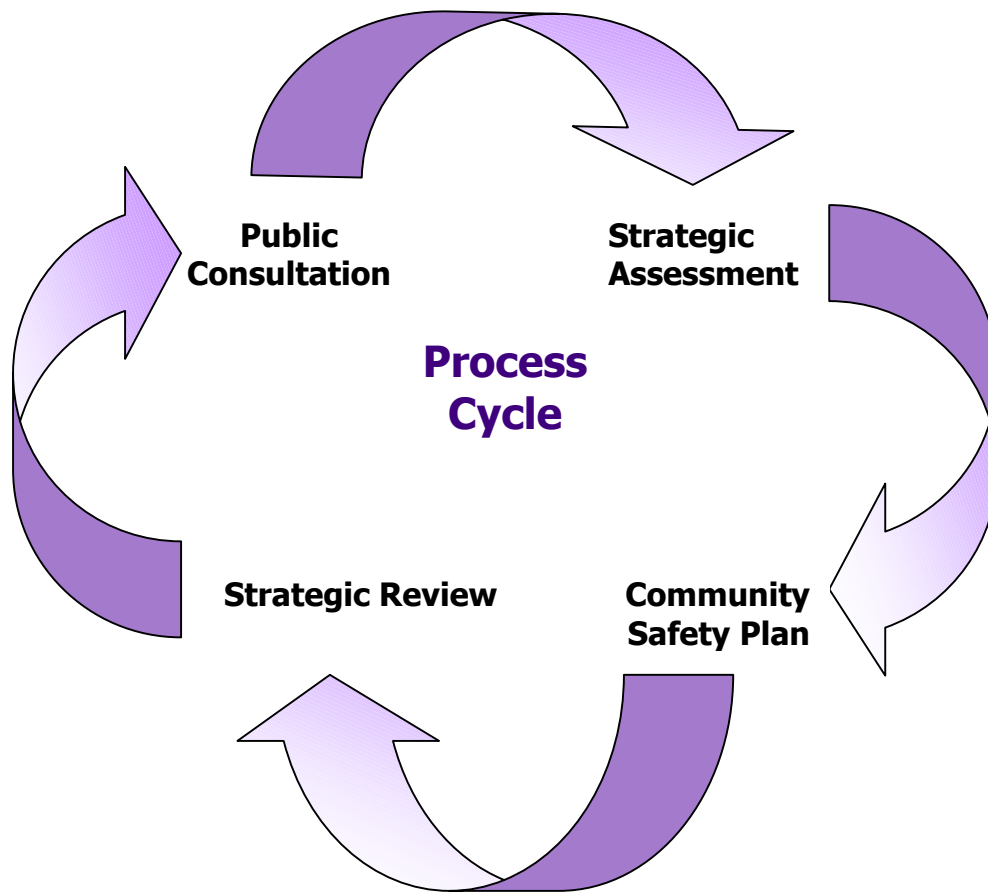 Public
Consultation
Strategic
Assessment
Process
Cycle
Strategic Review
Community
Safety Plan